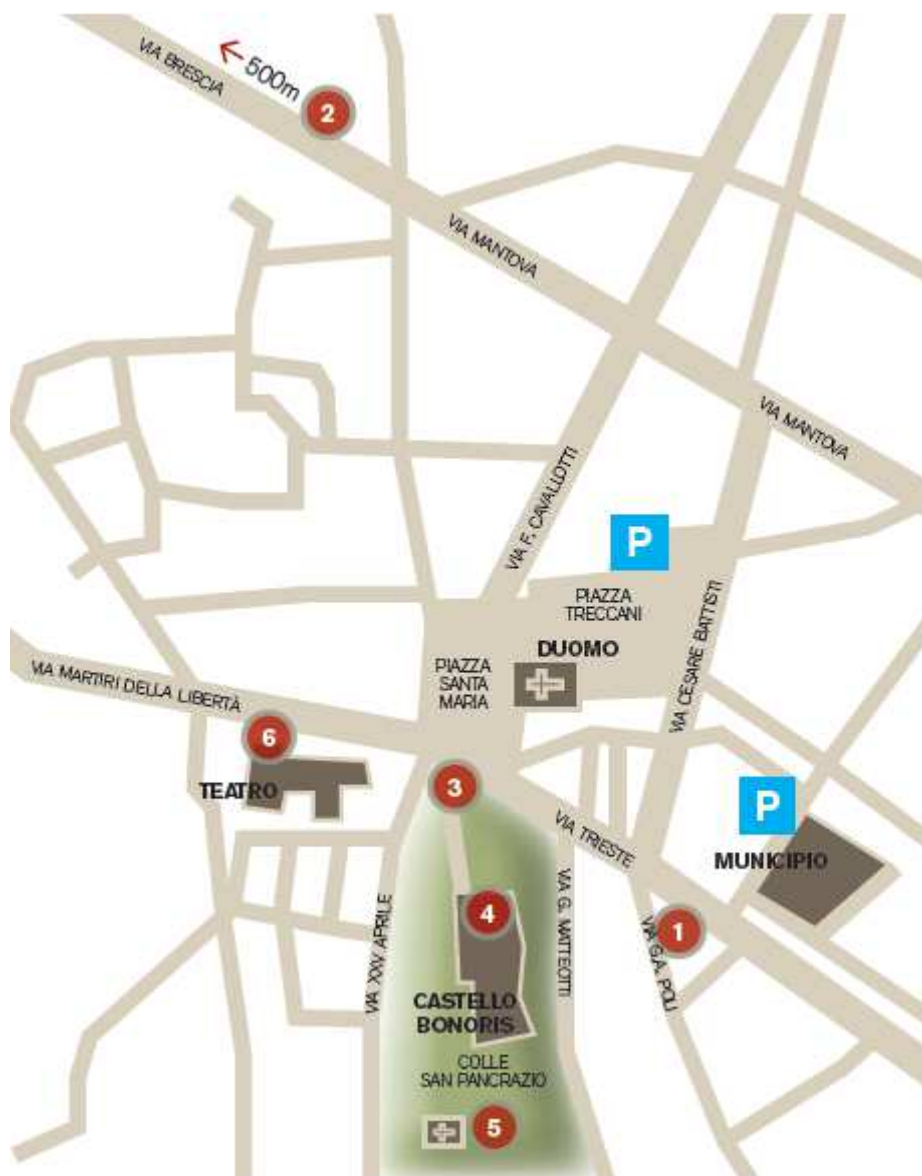 500m
VIA BRESCIA
2
VIA MANTOVA
VIA MANTOVA
VIA F. CAVALLOTTI
P
PIAZZA
TRECCANI
DUOMO
PIAZZA
SANTA
MARIA
VIA CESARE BATTISTI
VIA MARTIRI DELLA LIBERTÀ
6
TEATRO
3
P
MUNICIPIO
VIA TRIESTE
4
1
VIA XXV APRILE
VIA G. MATTEOTTI
VIA G.A. POLI
CASTELLO
BONORIS
COLLE
SAN PANCRAZIO
5